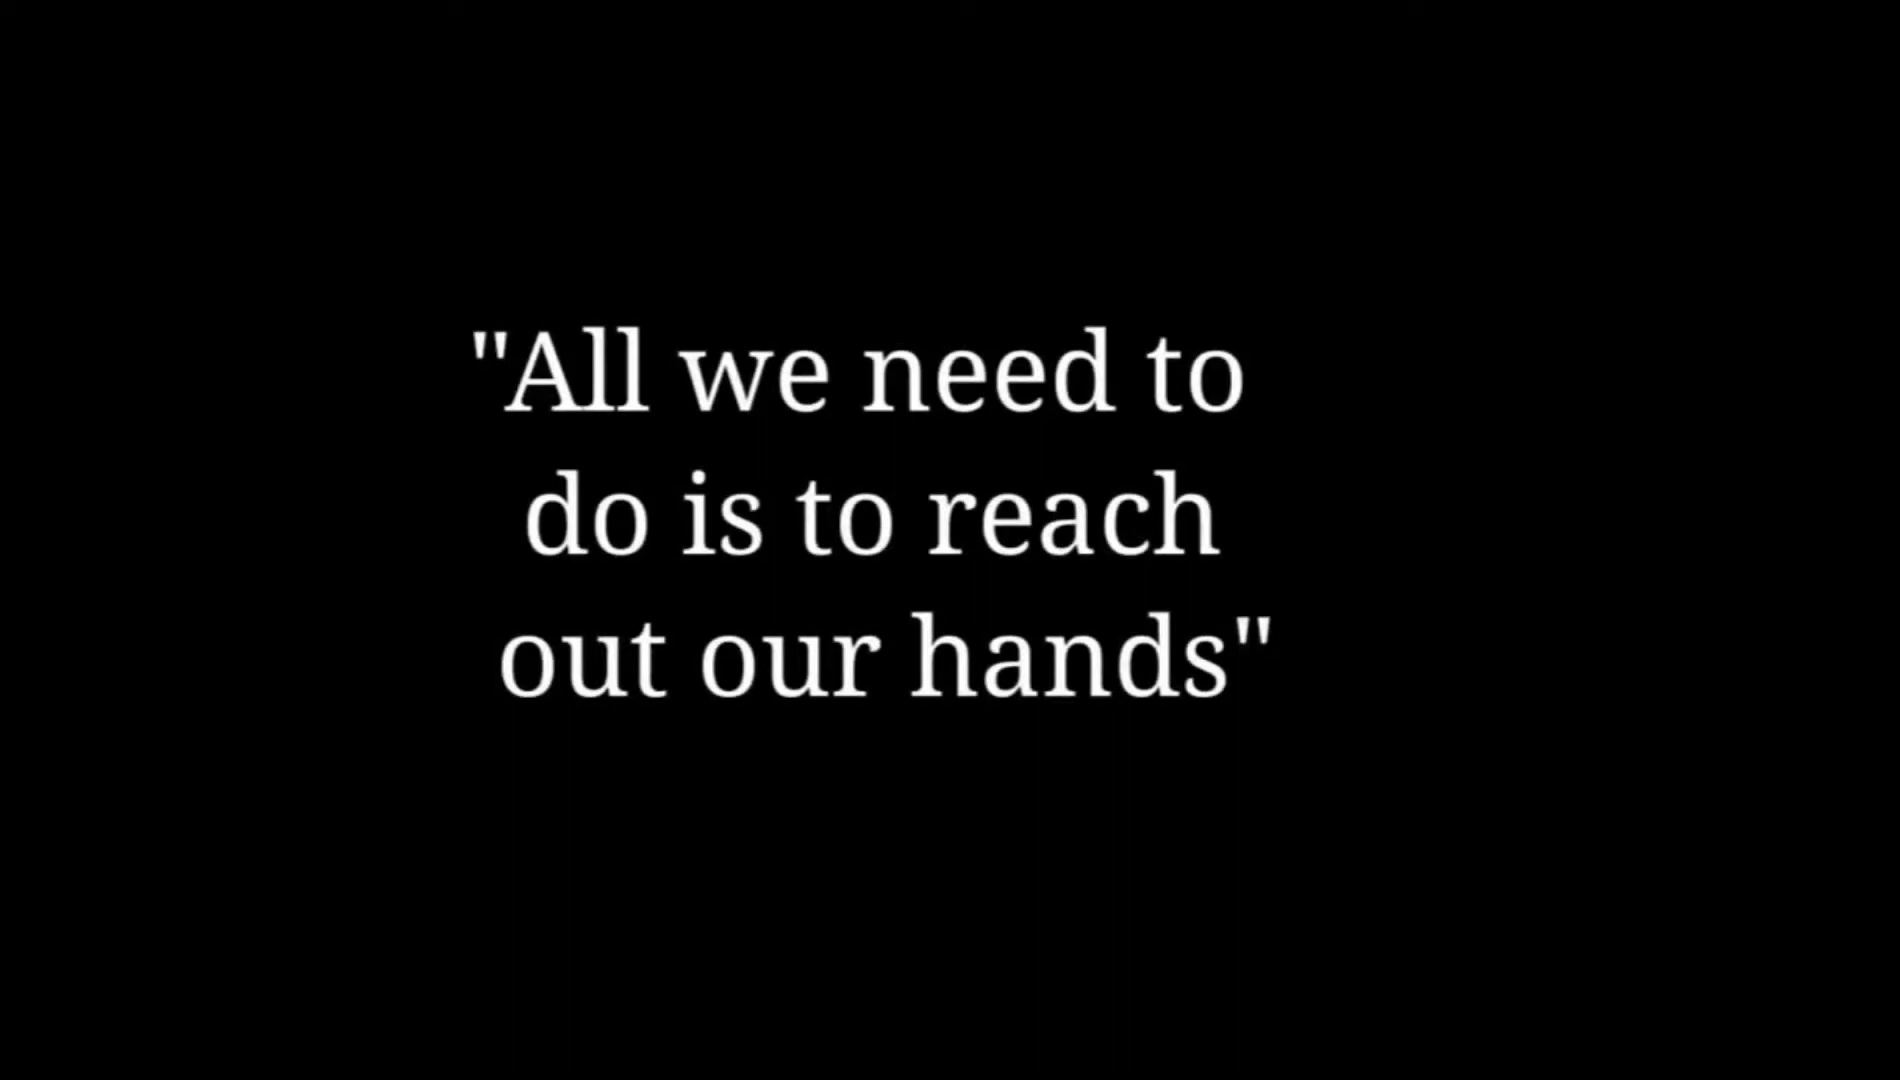 "All we need to
do is to reach
out our hands"